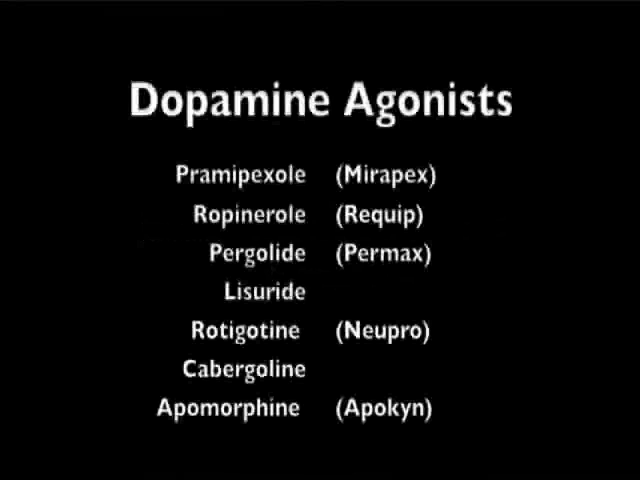 Dopamine Agonists
Pramipexole (Mirapex)
Ropinerole (Requip)
Pergolide (Permax)
Lisuride
Rotigotine (Neupro)
Cabergoline
Apomorphine (Apokyn)